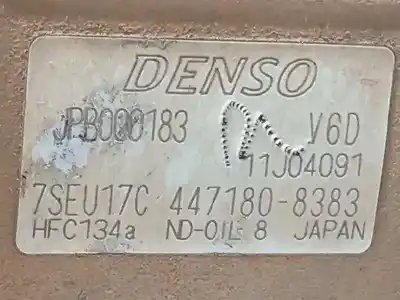 DENSO
JPB000183 V6D
11J04091
7SEU17C 447180-8383
HFC134a ND-OIL 8 JAPAN